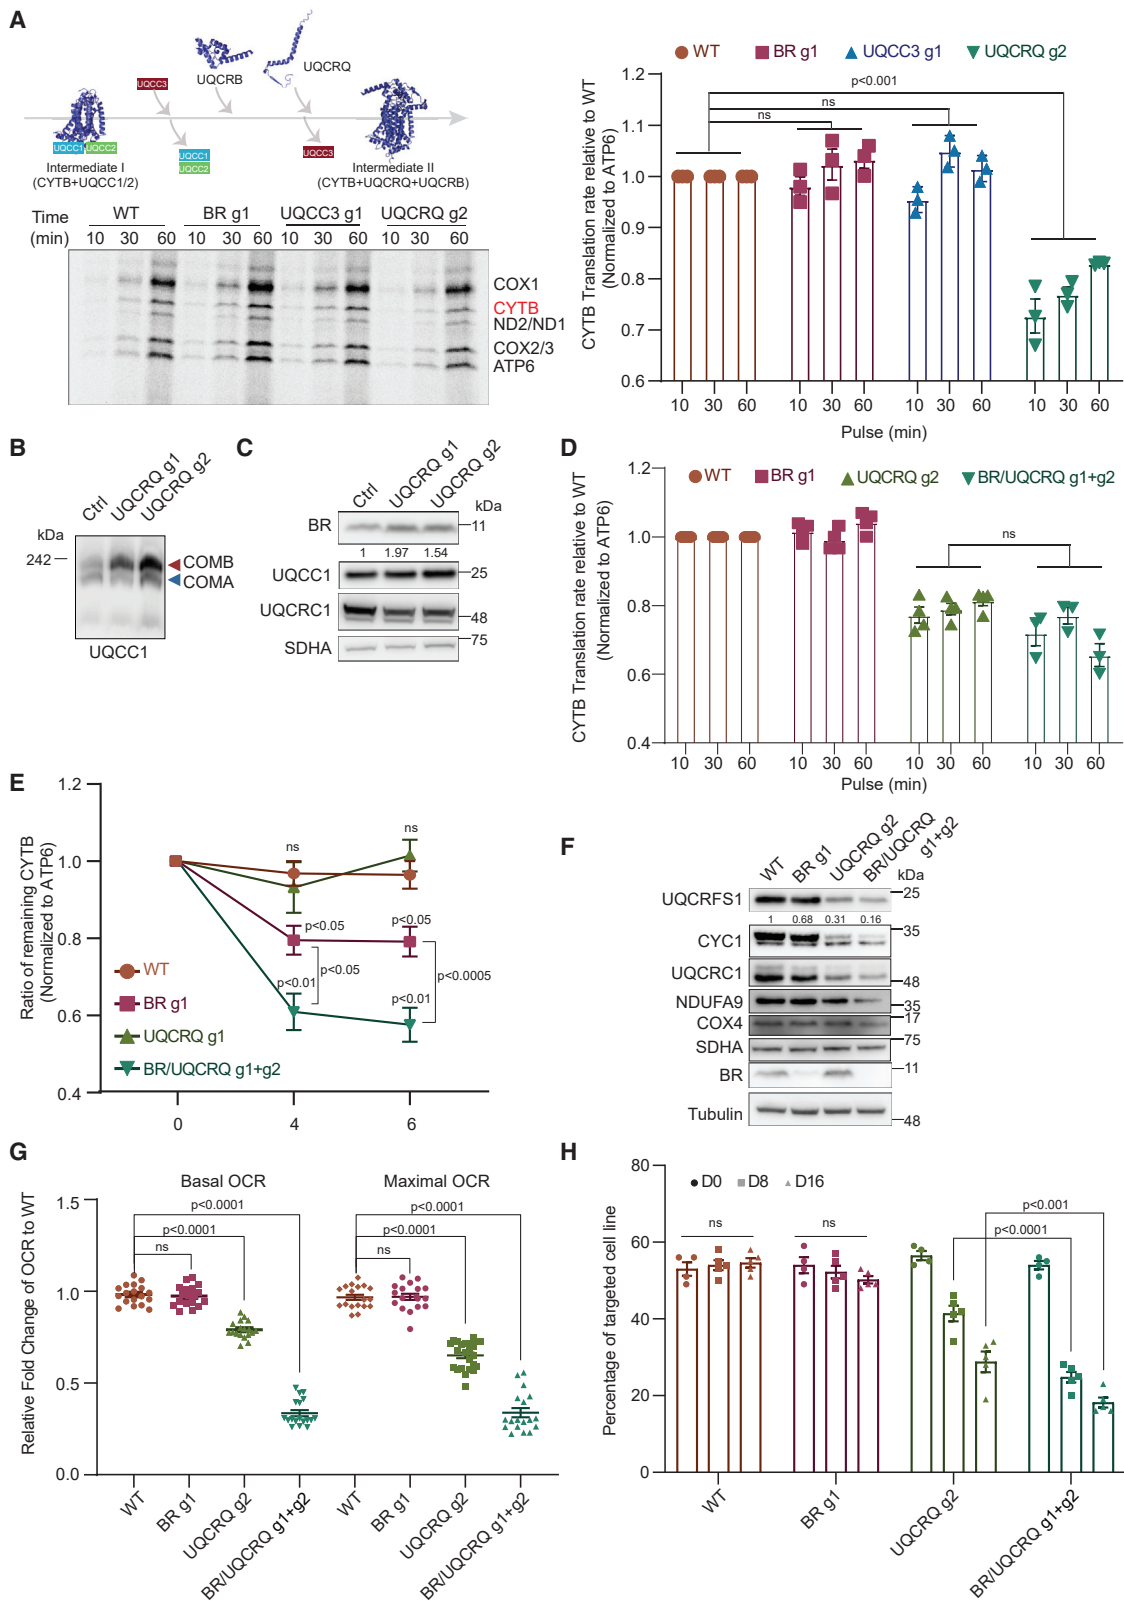 A
UQCC3
UQCRB
UQCRQ
UQCC1 UQCC2
UQCC1
UQCC2
UQCC3
Intermediate I
(CYTB+UQCC1/2)
Intermediate II
(CYTB+UQCRQ+UQCRB)
Time
(min)
WT BR g1 UQCC3 g1 UQCRQ g2
10 30 60 10 30 60 10 30 60 10 30 60
COX1
CYTB
ND2/ND1
COX2/3
ATP6
WT BR g1 UQCC3 g1 UQCRQ g2
CYTB Translation rate relative to WT
(Normalized to ATP6)
1.2
1.1
1.0
0.9
0.8
0.7
0.6
p<0.001
ns
ns
10 30 60 10 30 60 10 30 60 10 30 60
Pulse (min)
B
Ctrl
UQCRQ g1
UQCRQ g2
kDa
242
COMB
COMA
UQCC1
C
Ctrl
UQCRQ g1
UQCRQ g2
kDa
BR
11
1 1.97 1.54
UQCC1
25
UQCRC1
48
75
SDHA
D
WT BR g1 UQCRQ g2 BR/UQCRQ g1+g2
CYTB Translation rate relative to WT
(Normalized to ATP6)
1.2
1.0
0.8
0.6
0.4
ns
10 30 60 10 30 60 10 30 60 10 30 60
Pulse (min)
E
Ratio of remaining CYTB
(Normalized to ATP6)
1.2
1.0
0.8
0.6
0.4
ns
ns
p<0.05
p<0.05
p<0.05
p<0.0005
p<0.01
p<0.01
WT
BR g1
UQCRQ g1
BR/UQCRQ g1+g2
0 4 6
F
WT
BR g1
UQCRQ g2
BR/UQCRQ
g1+g2
kDa
UQCRFS1
25
1 0.68 0.31 0.16
35
CYC1
UQCRC1
48
NDUFA9
35
17
COX4
75
SDHA
BR
11
Tubulin
48
G
Relative Fold Change of OCR to WT
Basal OCR Maximal OCR
1.5
1.0
0.5
0.0
p<0.0001
p<0.0001
ns
p<0.0001
p<0.0001
ns
WT
BR g1
UQCRQ g2
BR/UQCRQ g1+g2
WT
BR g1
UQCRQ g2
BR/UQCRQ g1+g2
H
Percentage of targeted cell line
80
60
40
20
0
D0 D8 D16
ns
ns
p<0.001
p<0.0001
WT
BR g1
UQCRQ g2
BR/UQCRQ g1+g2